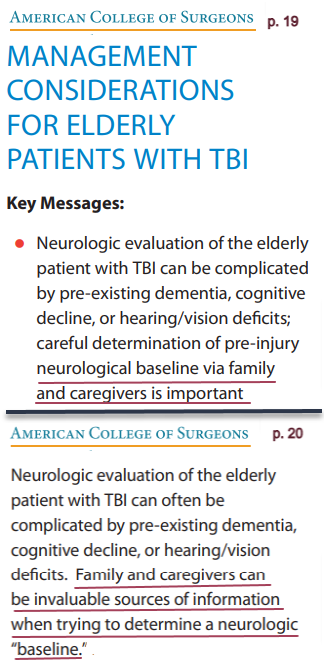 AMERICAN COLLEGE OF SURGEONS p. 19
MANAGEMENT
CONSIDERATIONS
FOR ELDERLY
PATIENTS WITH TBI
Key Messages:
• Neurologic evaluation of the elderly
patient with TBI can be complicated
by pre-existing dementia, cognitive
decline, or hearing/vision deficits;
careful determination of pre-injury
neurological baseline via family
and caregivers is important
AMERICAN COLLEGE OF SURGEONS p. 20
Neurologic evaluation of the elderly
patient with TBI can often be
complicated by pre-existing dementia,
cognitive decline, or hearing/vision
deficits. Family and caregivers can
be invaluable sources of information
when trying to determine a neurologic
“baseline.”